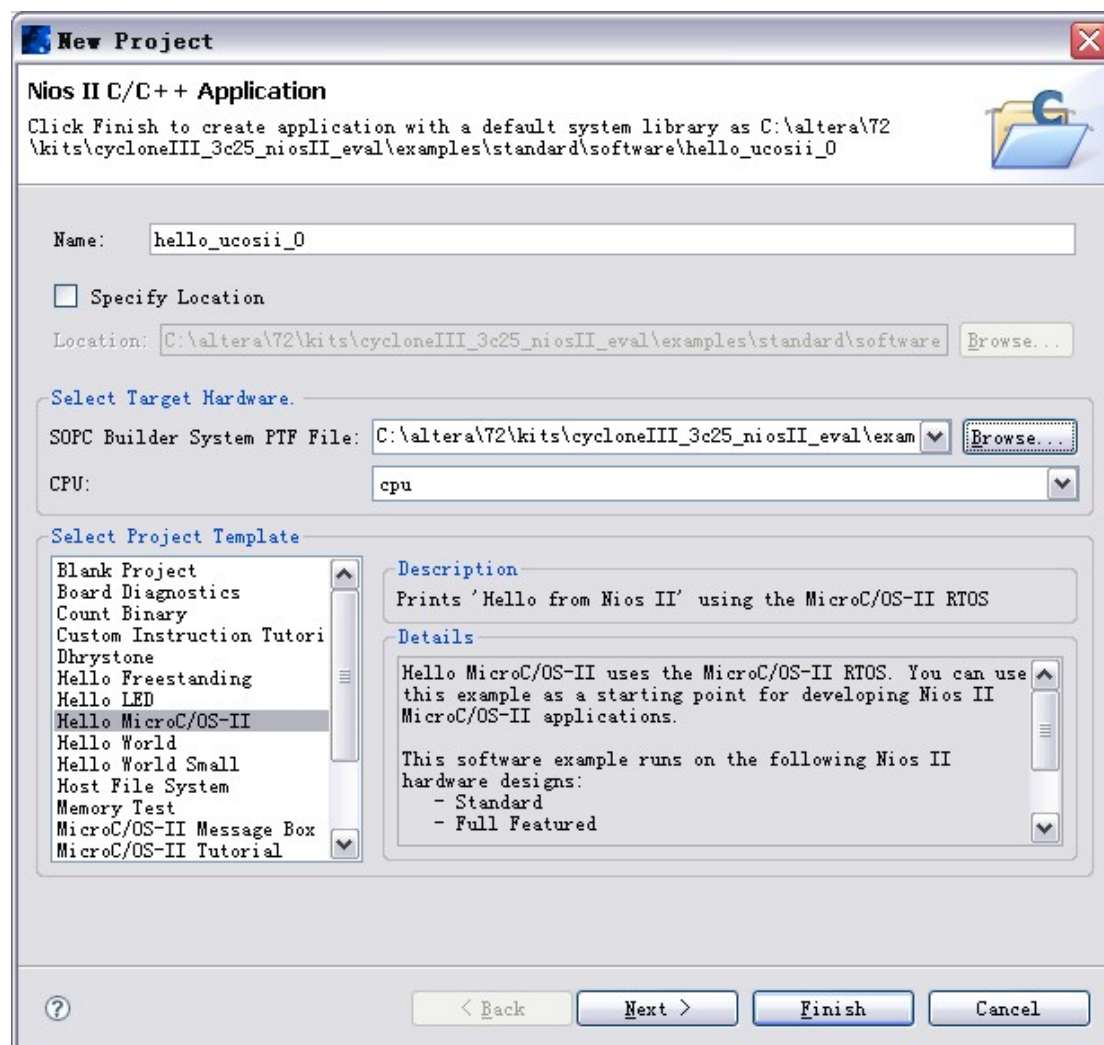 New Project
Nios II C/C++ Application
Click Finish to create application with a default system library as C:\altera\72
\kits\cycloneIII_3c25_niosII_eval\examples\standard\software\hello_ucosii_0
Name: hello_ucosii_0
Specify Location
Location: C:\altera\72\kits\cycloneIII_3c25_niosII_eval\examples\standard\software Browse...
Select Target Hardware.
SOPC Builder System PTF File: C:\altera\72\kits\cycloneIII_3c25_niosII_eval\exam Browse...
CPU: cpu
Select Project Template
Blank Project
Board Diagnostics
Count Binary
Custom Instruction Tutori
Dhrystone
Hello Freestanding
Hello LED
Hello MicroC/OS-II
Hello World
Hello World Small
Host File System
Memory Test
MicroC/OS-II Message Box
MicroC/OS-II Tutorial
Description
Prints 'Hello from Nios II' using the MicroC/OS-II RTOS
Details
Hello MicroC/OS-II uses the MicroC/OS-II RTOS. You can use
this example as a starting point for developing Nios II
MicroC/OS-II applications.
This software example runs on the following Nios II
hardware designs:
- Standard
- Full Featured
? < Back Next > Finish Cancel